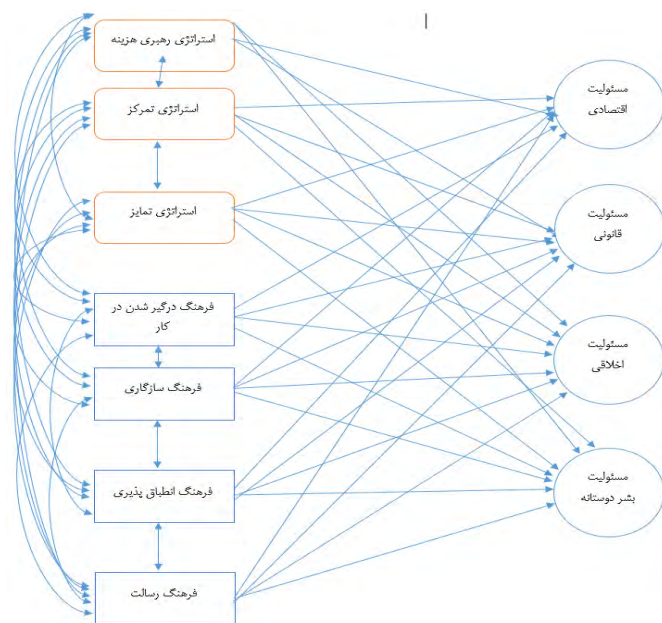 استراتژی رهبری هزینه
استراتژی تمرکز
استراتژی تمایز
فرهنگ درگیر شدن در
کار
فرهنگ سازگاری
فرهنگ انطباق پذیری
فرهنگ رسالت
مسئولیت
اقتصادی
مسئولیت
قانونی
مسئولیت
اخلاقی
مسئولیت
بشر دوستانه